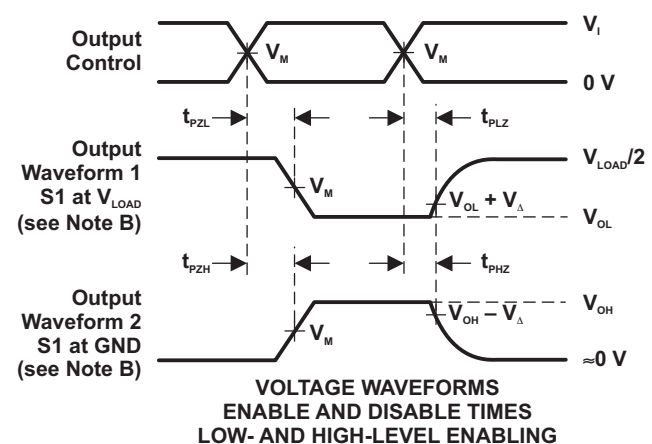 Output
Control
V_M
V_M
V_I
0 V
t_PZL
t_PLZ
Output
Waveform 1
S1 at V_LOAD
(see Note B)
V_M
V_OL + V_Δ
V_LOAD/2
V_OL
t_PZH
t_PHZ
Output
Waveform 2
S1 at GND
(see Note B)
V_M
V_OH – V_Δ
V_OH
≈0 V
VOLTAGE WAVEFORMS
ENABLE AND DISABLE TIMES
LOW- AND HIGH-LEVEL ENABLING